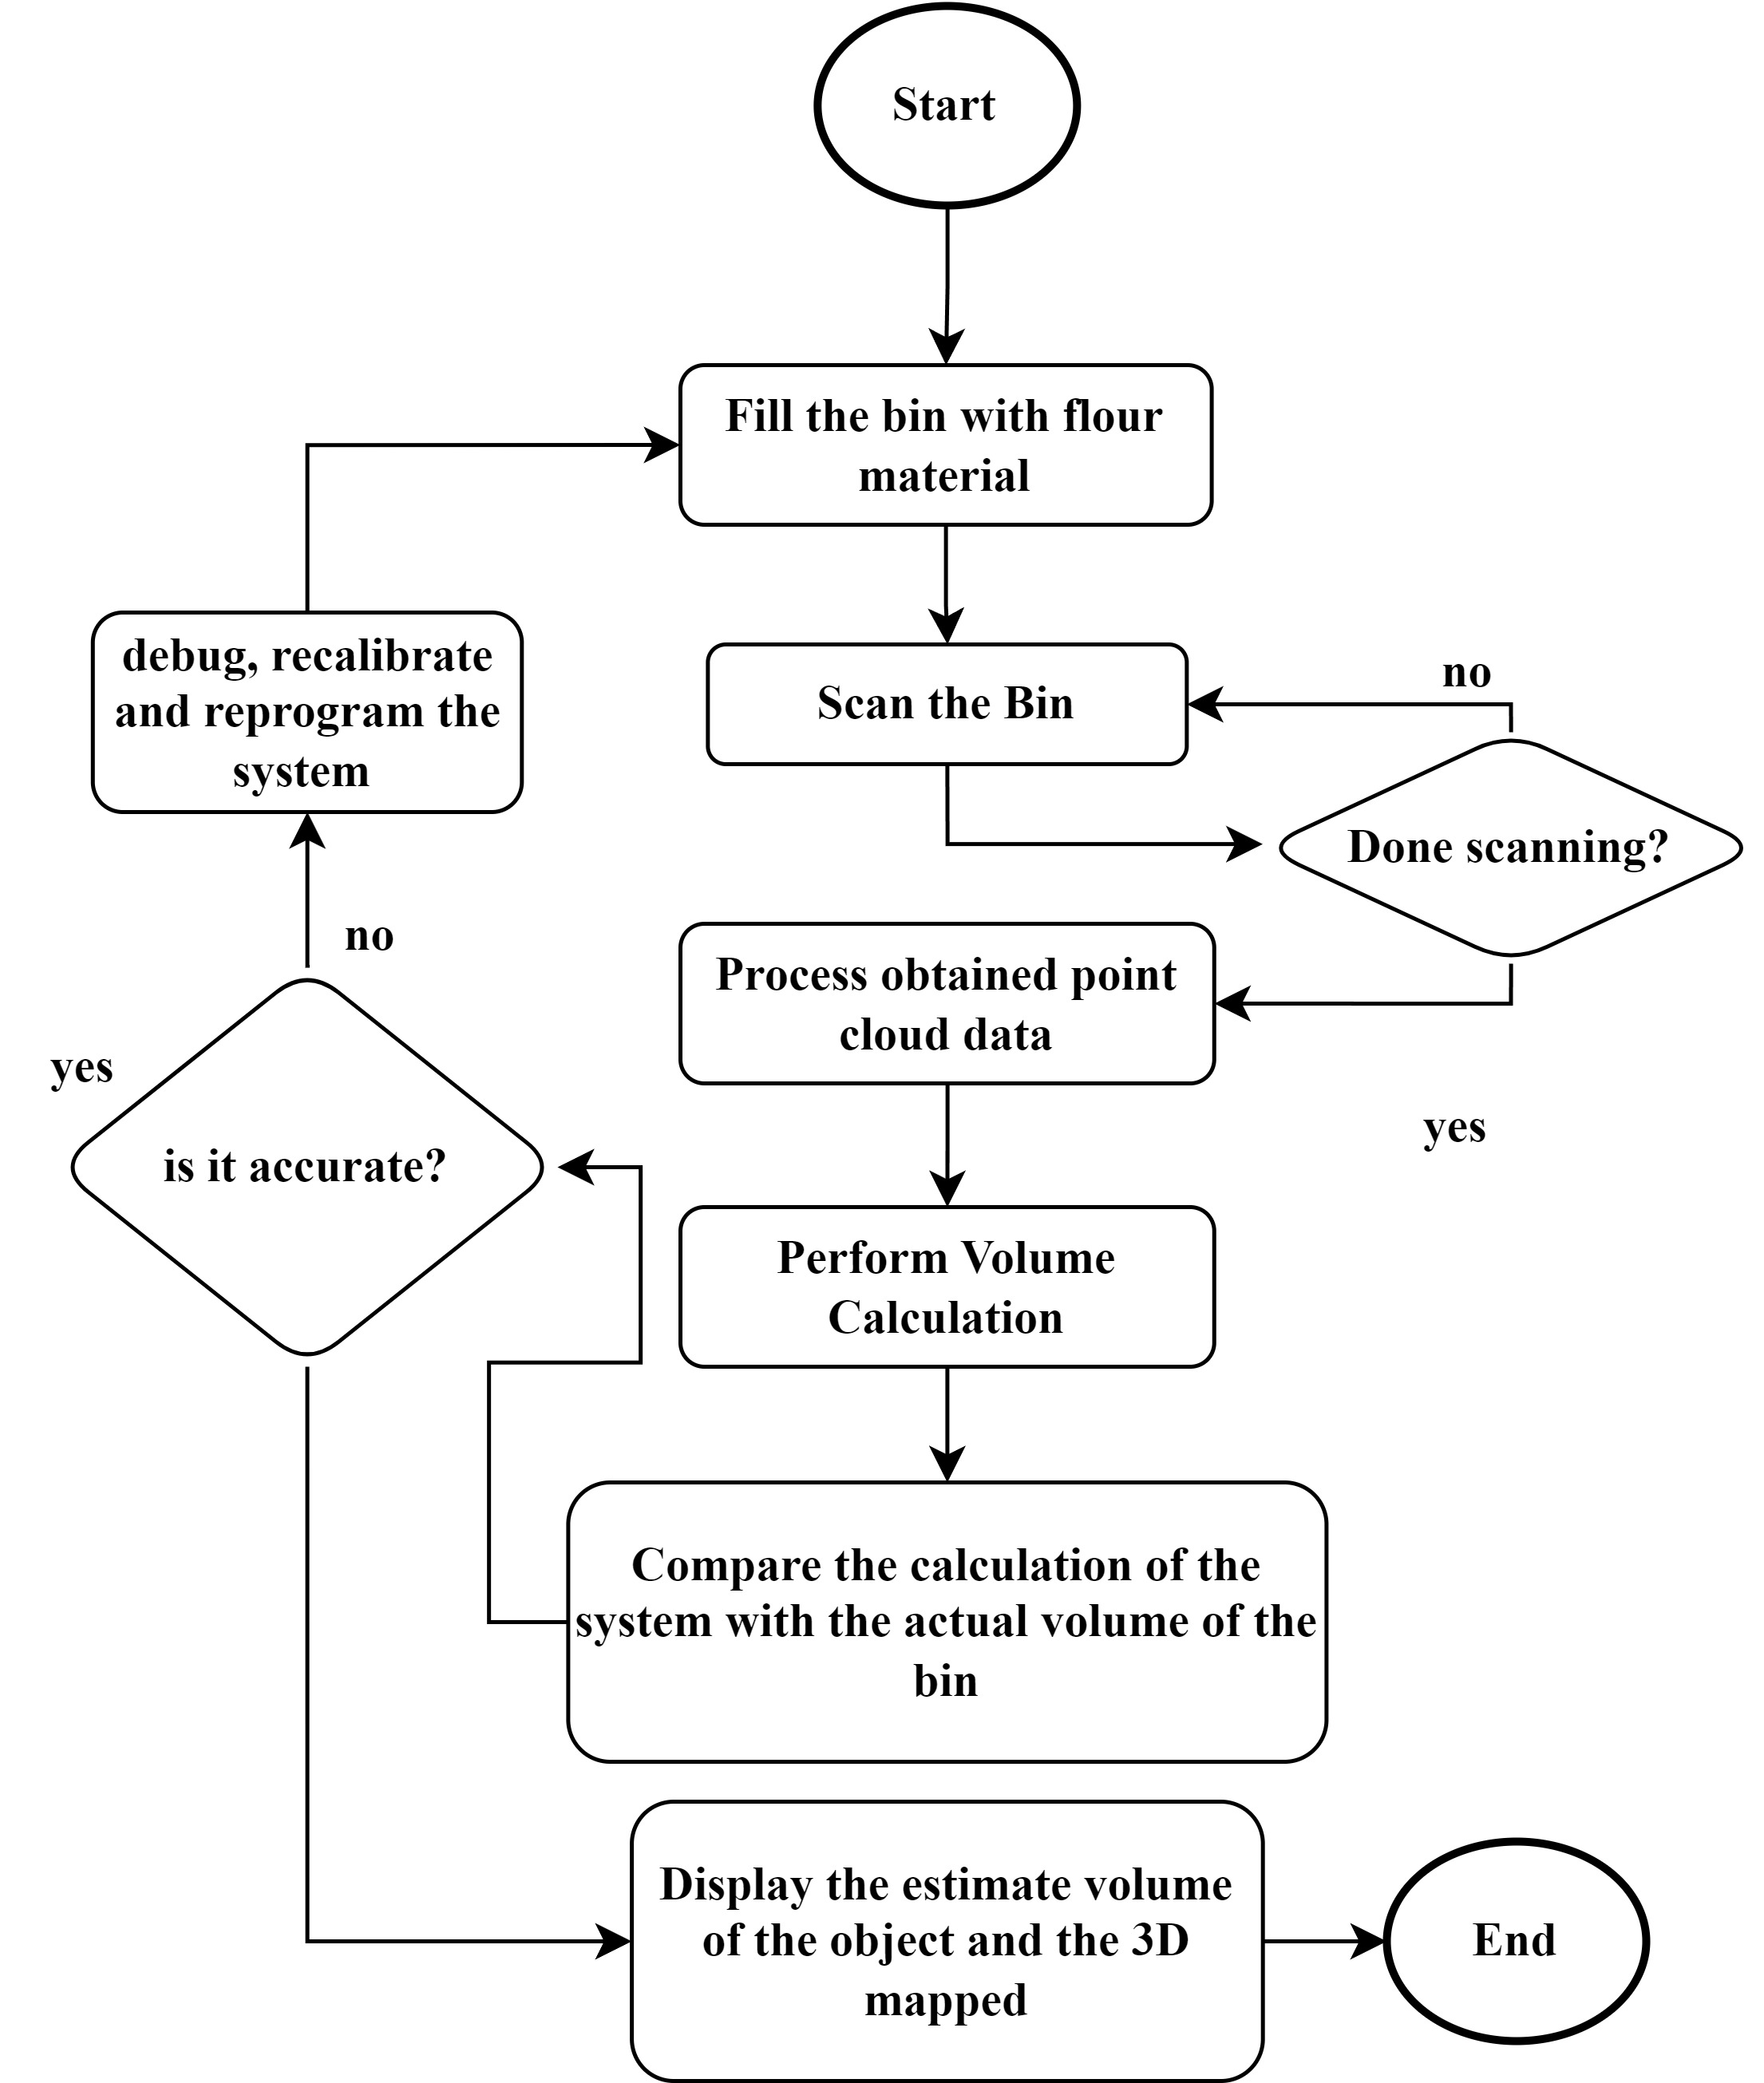 Start
Fill the bin with flour
material
debug, recalibrate
and reprogram the
system
Scan the Bin
no
Done scanning?
no
Process obtained point
cloud data
yes
is it accurate?
yes
Perform Volume
Calculation
Compare the calculation of the
system with the actual volume of the
bin
Display the estimate volume
of the object and the 3D
mapped
End